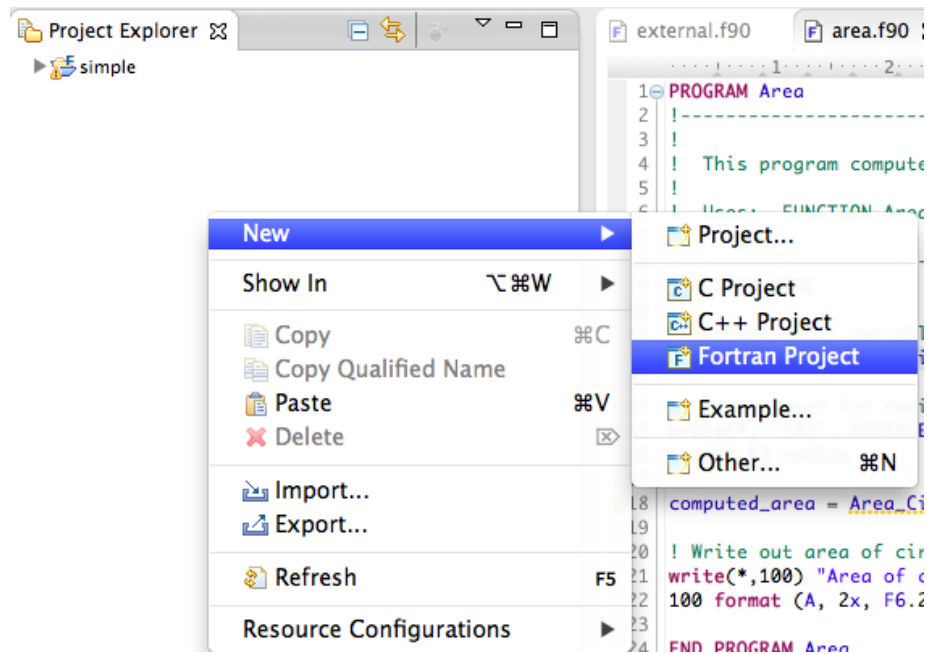 Project Explorer
simple
external.f90
area.f90
1
2
1 PROGRAM Area
2 !----------------------
3 !
4 ! This program compute
5 !
6
New
Show In ⌥⌘W
Copy ⌘C
Copy Qualified Name
Paste ⌘V
Delete ⌦
Import...
Export...
Refresh F5
Resource Configurations
Project...
C Project
C++ Project
Fortran Project
Example...
Other... ⌘N
18 computed_area = Area_Ci
19
20 ! Write out area of cir
21 write(*,100) "Area of c
22 100 format (A, 2x, F6.2
23
24 END PROGRAM Area